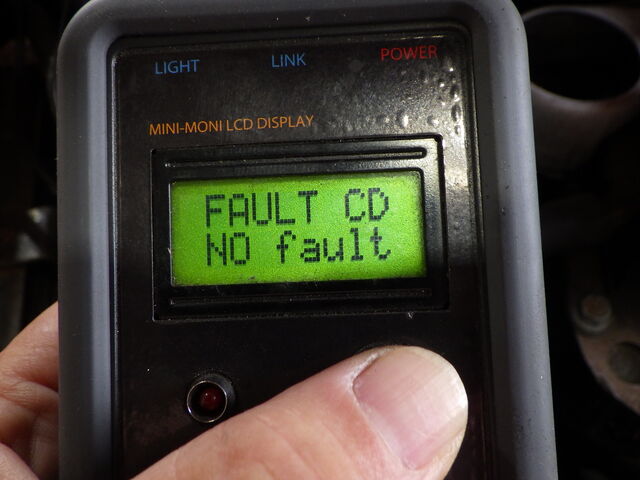 LIGHT LINK POWER
MINI-MONI LCD DISPLAY
FAULT CD
NO fault